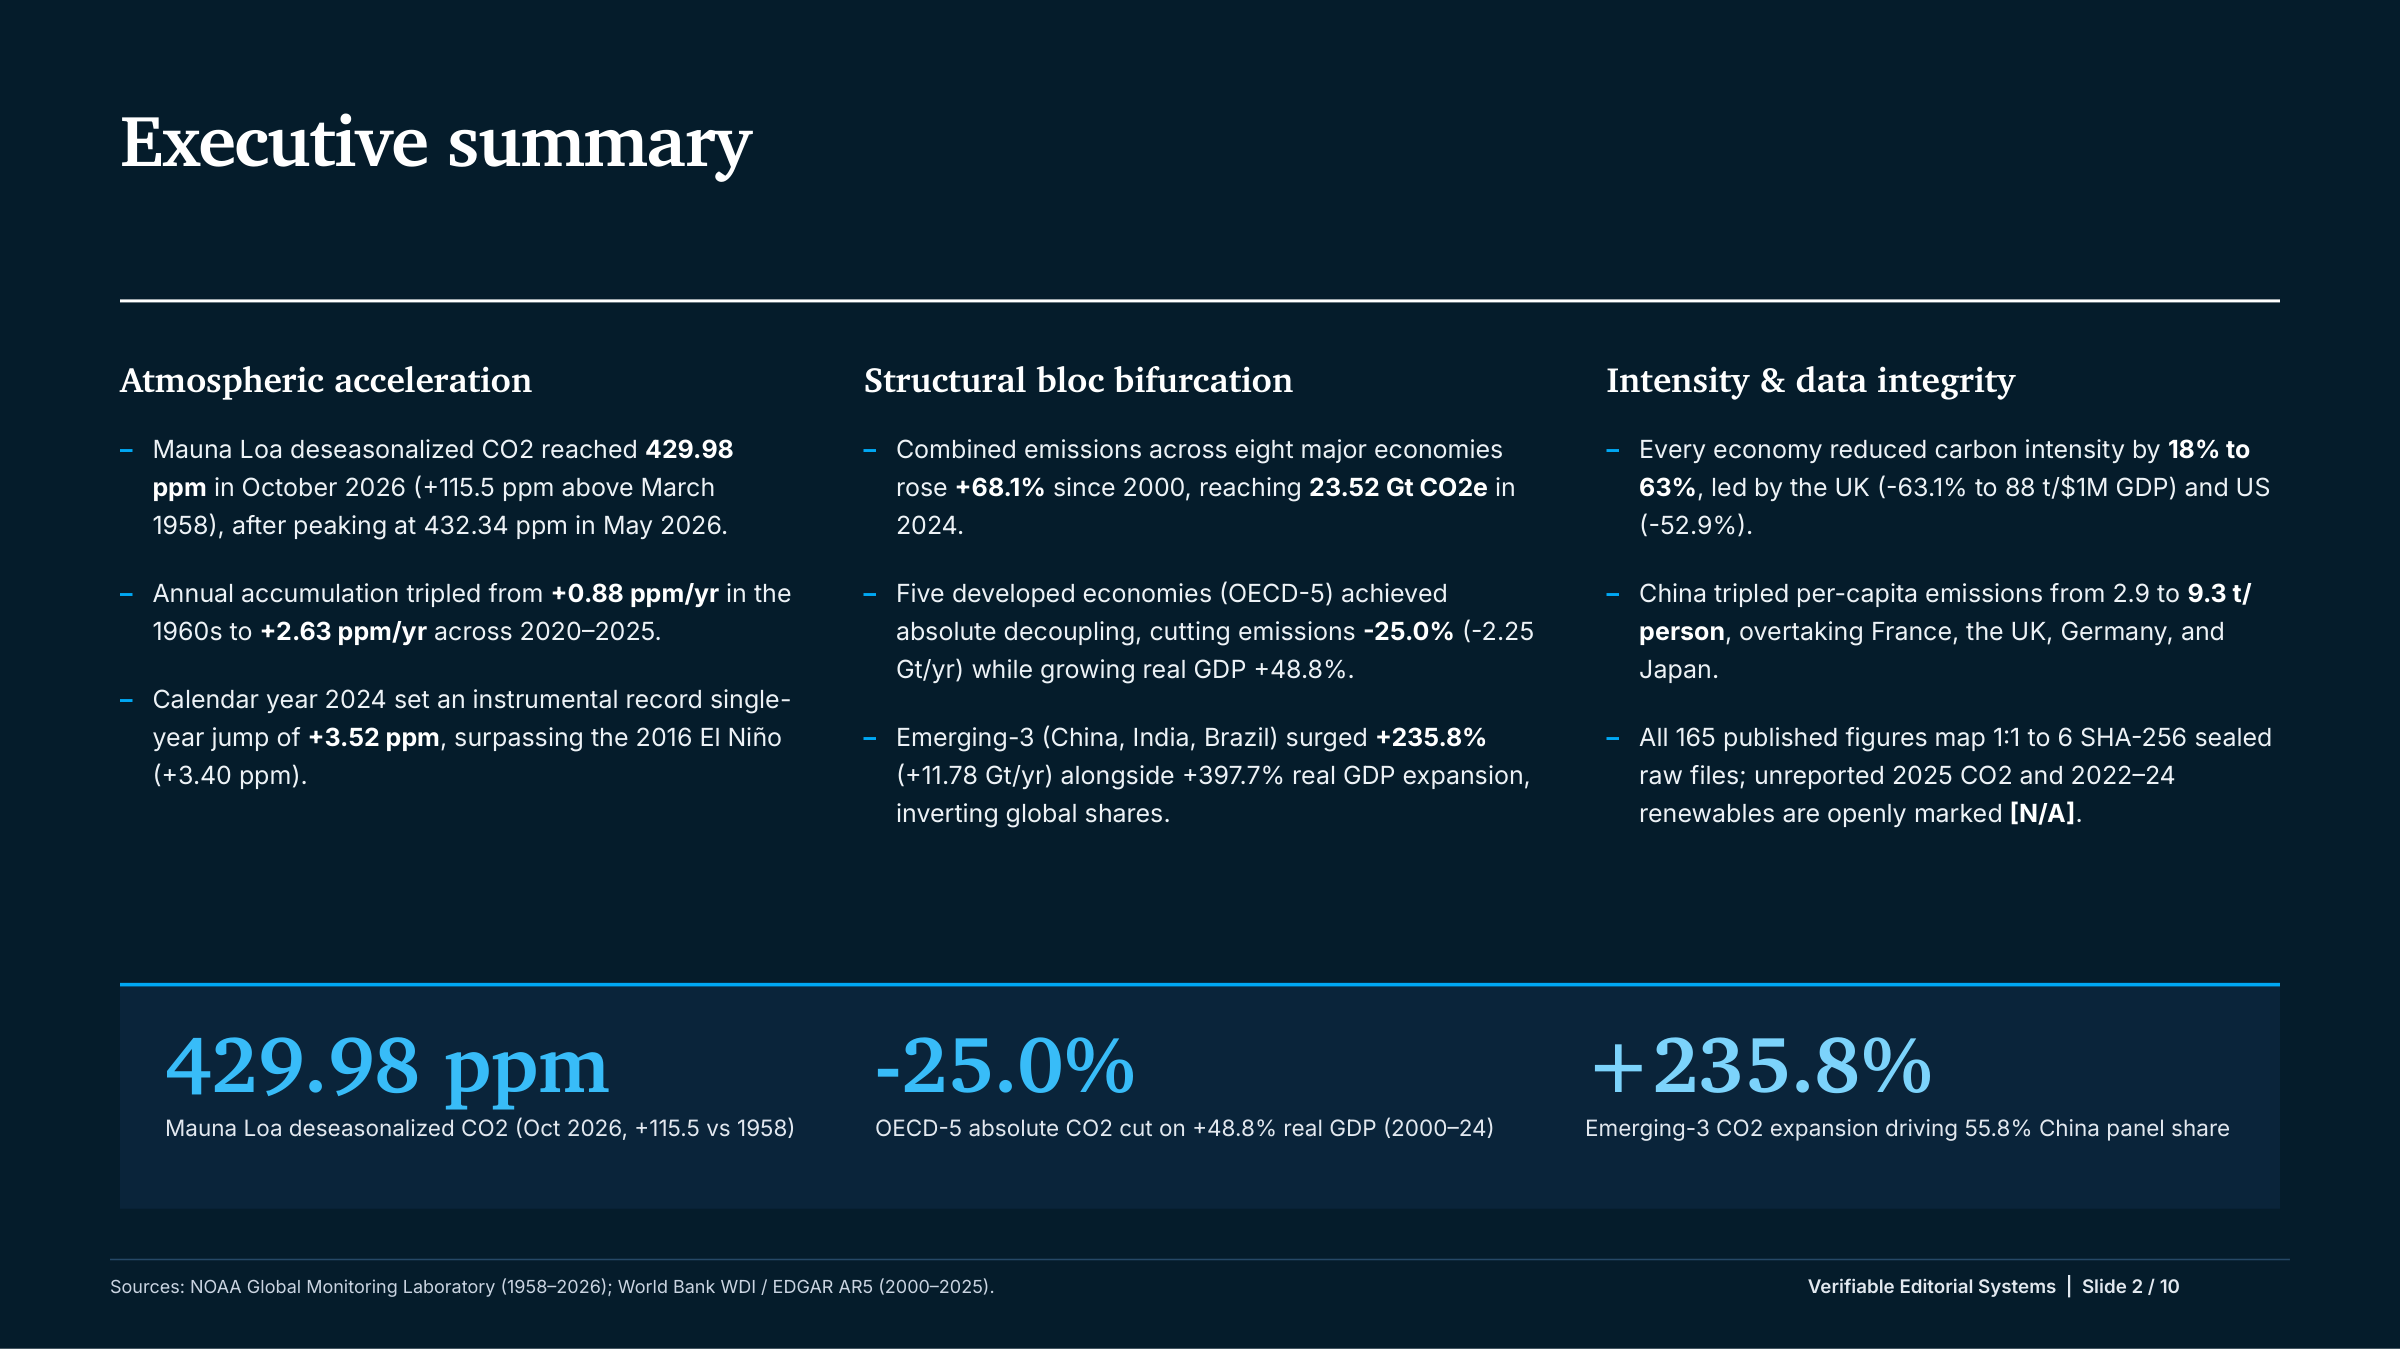 Executive summary
Atmospheric acceleration
– Mauna Loa deseasonalized CO2 reached 429.98
ppm in October 2026 (+115.5 ppm above March
1958), after peaking at 432.34 ppm in May 2026.
– Annual accumulation tripled from +0.88 ppm/yr in the
1960s to +2.63 ppm/yr across 2020–2025.
– Calendar year 2024 set an instrumental record single-
year jump of +3.52 ppm, surpassing the 2016 El Niño
(+3.40 ppm).
Structural bloc bifurcation
– Combined emissions across eight major economies
rose +68.1% since 2000, reaching 23.52 Gt CO2e in
2024.
– Five developed economies (OECD-5) achieved
absolute decoupling, cutting emissions -25.0% (-2.25
Gt/yr) while growing real GDP +48.8%.
– Emerging-3 (China, India, Brazil) surged +235.8%
(+11.78 Gt/yr) alongside +397.7% real GDP expansion,
inverting global shares.
Intensity & data integrity
– Every economy reduced carbon intensity by 18% to
63%, led by the UK (-63.1% to 88 t/$1M GDP) and US
(-52.9%).
– China tripled per-capita emissions from 2.9 to 9.3 t/
person, overtaking France, the UK, Germany, and
Japan.
– All 165 published figures map 1:1 to 6 SHA-256 sealed
raw files; unreported 2025 CO2 and 2022–24
renewables are openly marked [N/A].
429.98 ppm
Mauna Loa deseasonalized CO2 (Oct 2026, +115.5 vs 1958)
-25.0%
OECD-5 absolute CO2 cut on +48.8% real GDP (2000–24)
+235.8%
Emerging-3 CO2 expansion driving 55.8% China panel share
Sources: NOAA Global Monitoring Laboratory (1958–2026); World Bank WDI / EDGAR AR5 (2000–2025).
Verifiable Editorial Systems | Slide 2 / 10